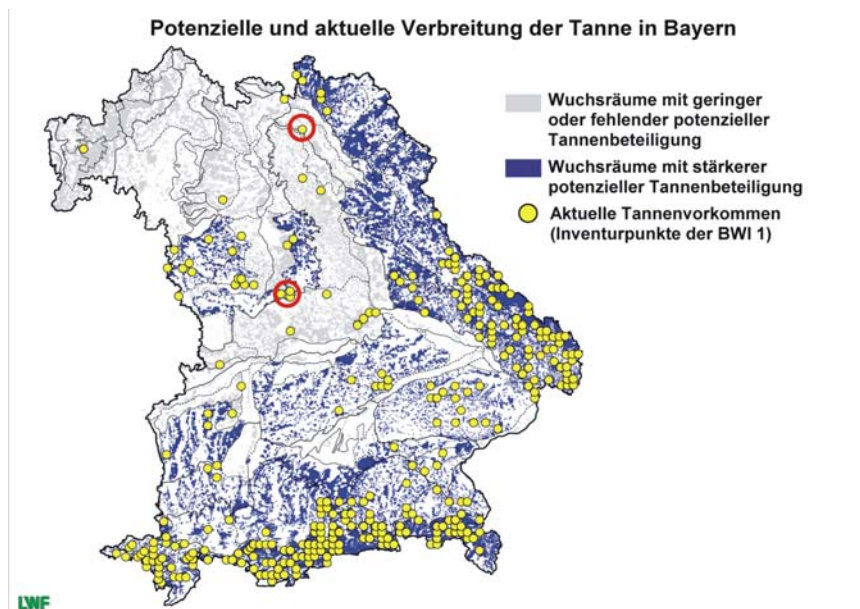 Potenzielle und aktuelle Verbreitung der Tanne in Bayern
Wuchsräume mit geringer
oder fehlender potenzieller
Tannenbeteiligung
Wuchsräume mit stärkerer
potenzieller Tannenbeteiligung
Aktuelle Tannenvorkommen
(Inventurpunkte der BWI 1)
LWF